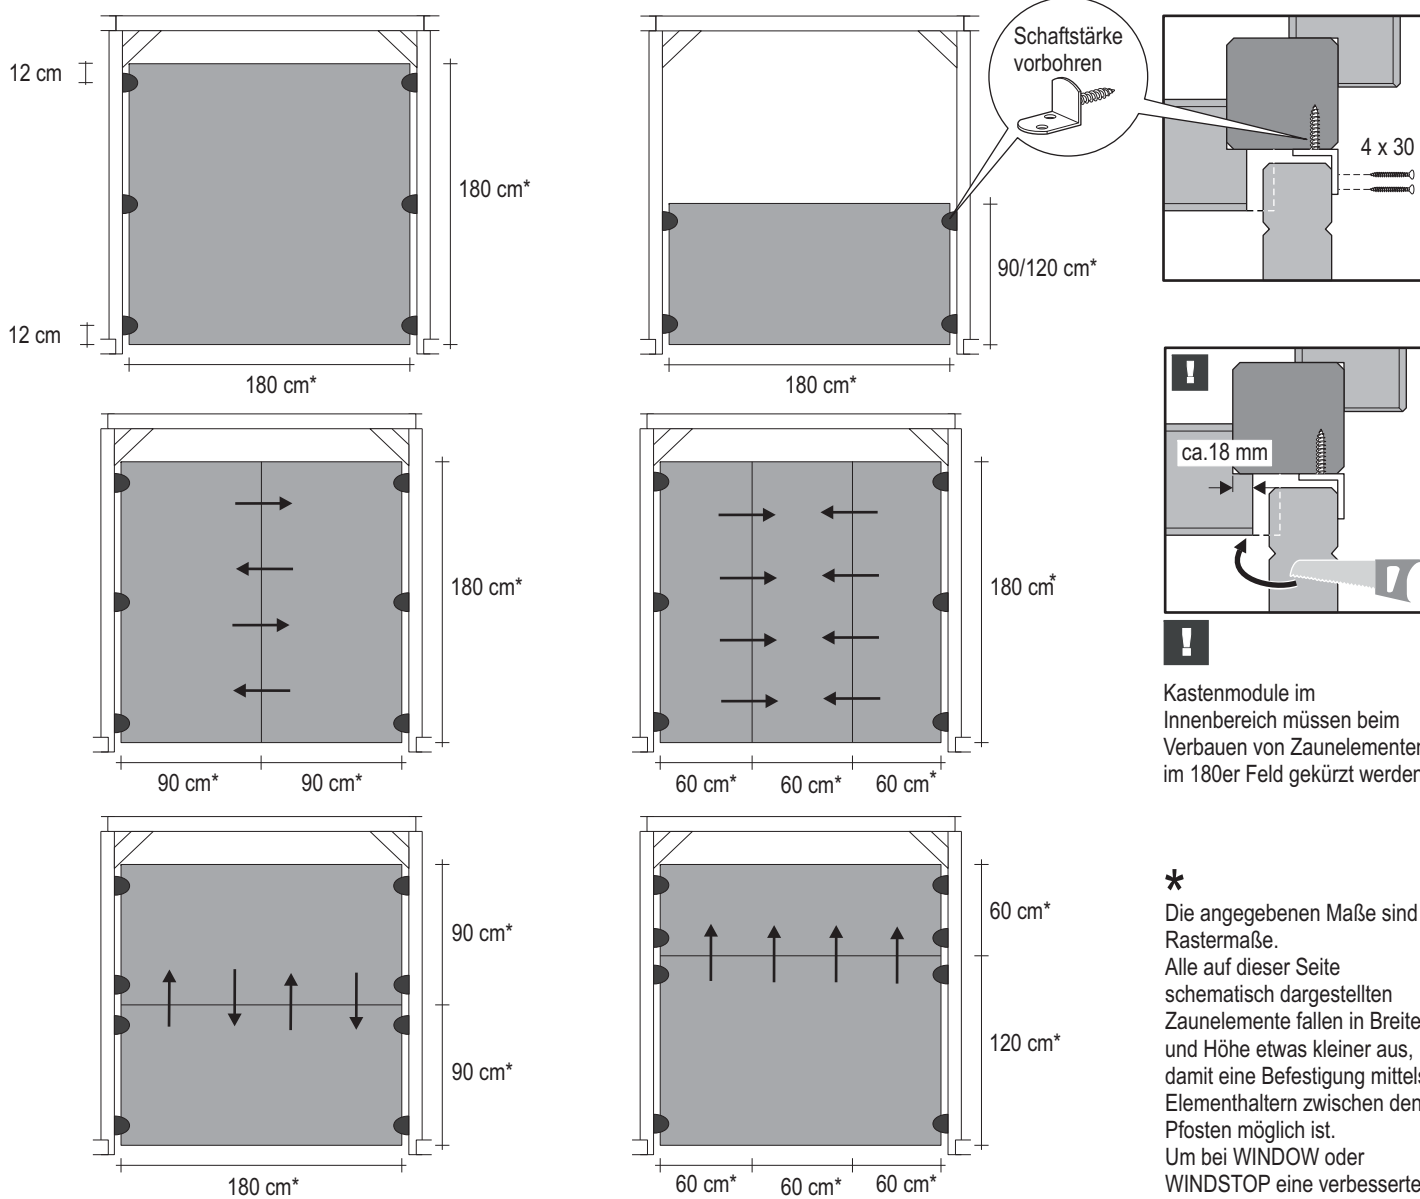 12 cm
180 cm*
12 cm
180 cm*
Schaftstärke
vorbohren
90/120 cm*
180 cm*
4 x 30
180 cm*
90 cm*
90 cm*
180 cm*
60 cm*
60 cm*
60 cm*
ca.18 mm
Kastenmodule im
Innenbereich müssen beim
Verbauen von Zaunelementen
im 180er Feld gekürzt werden
90 cm*
90 cm*
180 cm*
60 cm*
120 cm*
60 cm*
60 cm*
60 cm*
*
Die angegebenen Maße sind
Rastermaße.
Alle auf dieser Seite
schematisch dargestellten
Zaunelemente fallen in Breite
und Höhe etwas kleiner aus,
damit eine Befestigung mittels
Elementhaltern zwischen den
Pfosten möglich ist.
Um bei WINDOW oder
WINDSTOP eine verbesserte